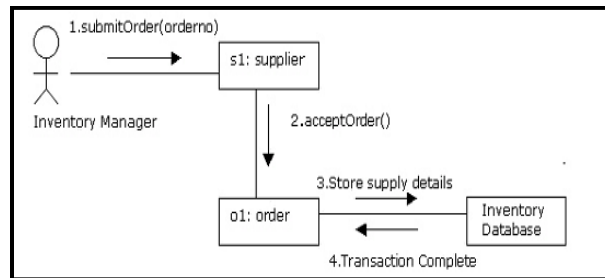 1.submitOrder(orderno)
s1: supplier
Inventory Manager
2.acceptOrder()
3.Store supply details
o1: order
Inventory
Database
4.Transaction Complete